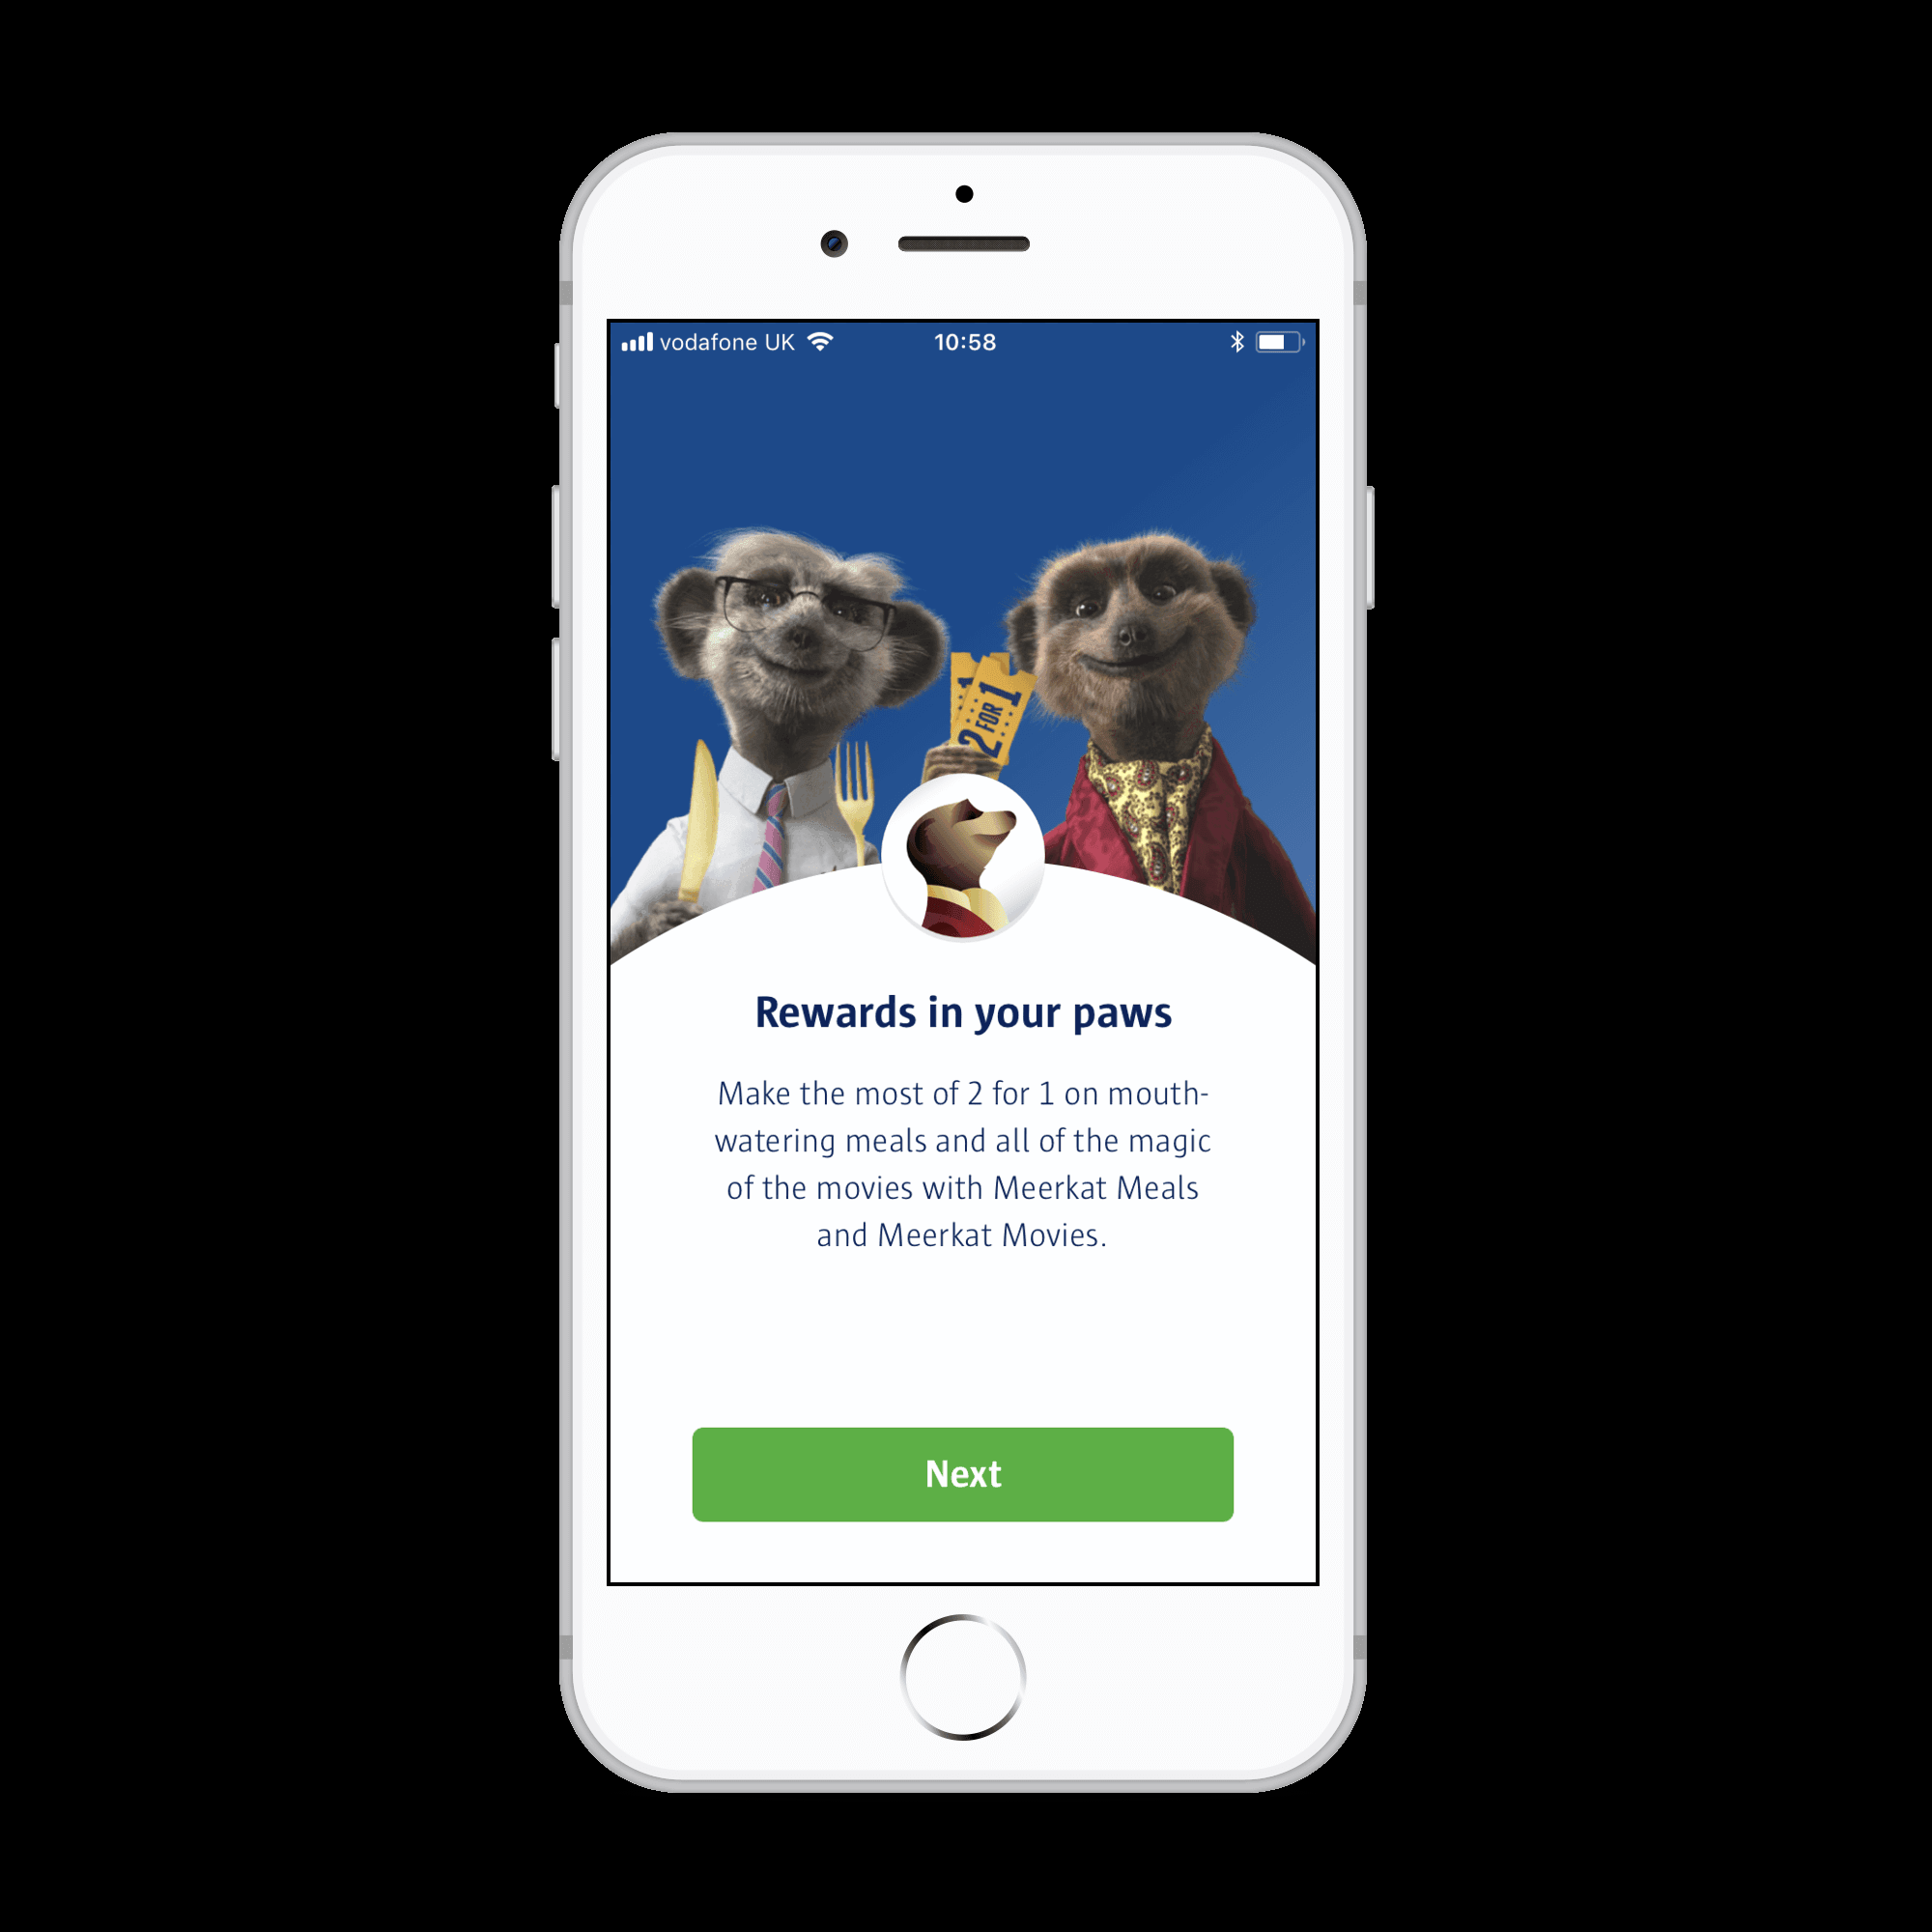 vodafone UK 10:58
1
2 FOR 1
Rewards in your paws
Make the most of 2 for 1 on mouth-
watering meals and all of the magic
of the movies with Meerkat Meals
and Meerkat Movies.
Next